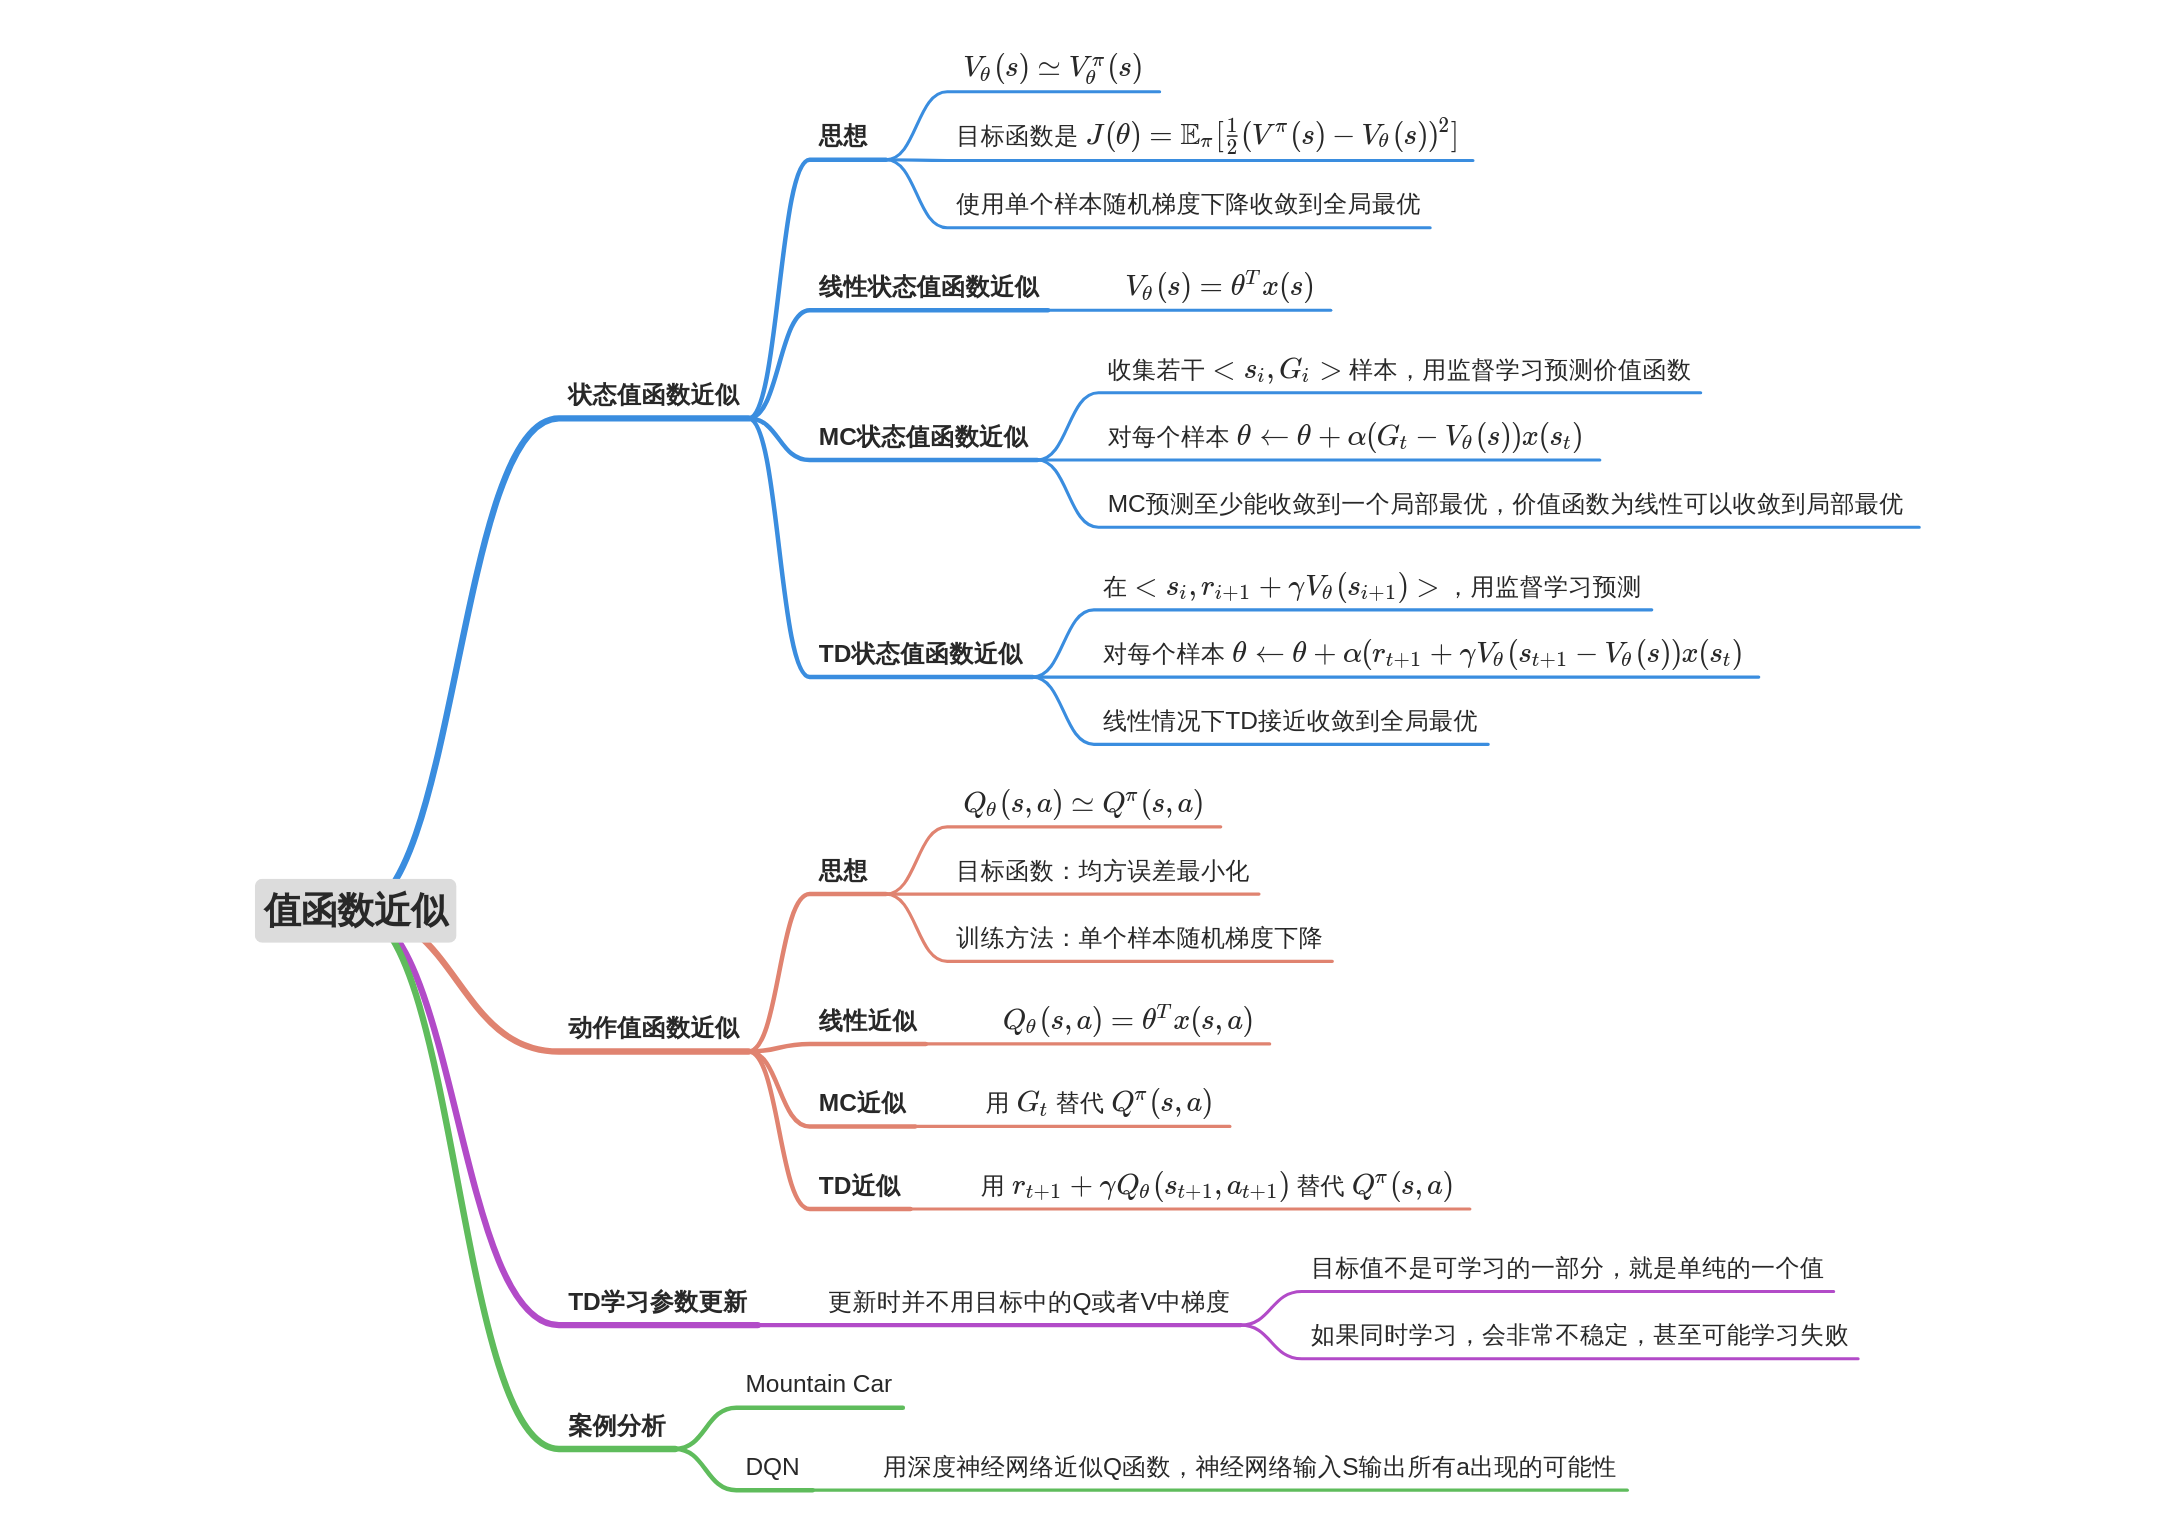 值函数近似
状态值函数近似
思想
$V_\theta(s) \simeq V_\theta^\pi(s)$
目标函数是 $J(\theta) = \mathbb{E}_\pi[\frac{1}{2}(V^\pi(s) - V_\theta(s))^2]$
使用单个样本随机梯度下降收敛到全局最优
线性状态值函数近似
$V_\theta(s) = \theta^T x(s)$
MC状态值函数近似
收集若干 $< s_i, G_i >$ 样本，用监督学习预测价值函数
对每个样本 $\theta \leftarrow \theta + \alpha(G_t - V_\theta(s))x(s_t)$
MC预测至少能收敛到一个局部最优，价值函数为线性可以收敛到局部最优
TD状态值函数近似
在 $< s_i, r_{i+1} + \gamma V_\theta(s_{i+1}) >$ ，用监督学习预测
对每个样本 $\theta \leftarrow \theta + \alpha(r_{t+1} + \gamma V_\theta(s_{t+1} - V_\theta(s))x(s_t)$
线性情况下TD接近收敛到全局最优
动作值函数近似
思想
$Q_\theta(s, a) \simeq Q^\pi(s, a)$
目标函数：均方误差最小化
训练方法：单个样本随机梯度下降
线性近似
$Q_\theta(s, a) = \theta^T x(s, a)$
MC近似
用 $G_t$ 替代 $Q^\pi(s, a)$
TD近似
用 $r_{t+1} + \gamma Q_\theta(s_{t+1}, a_{t+1})$ 替代 $Q^\pi(s, a)$
TD学习参数更新
更新时并不用目标中的Q或者V中梯度
目标值不是可学习的一部分，就是单纯的一个值
如果同时学习，会非常不稳定，甚至可能学习失败
案例分析
Mountain Car
DQN
用深度神经网络近似Q函数，神经网络输入S输出所有a出现的可能性